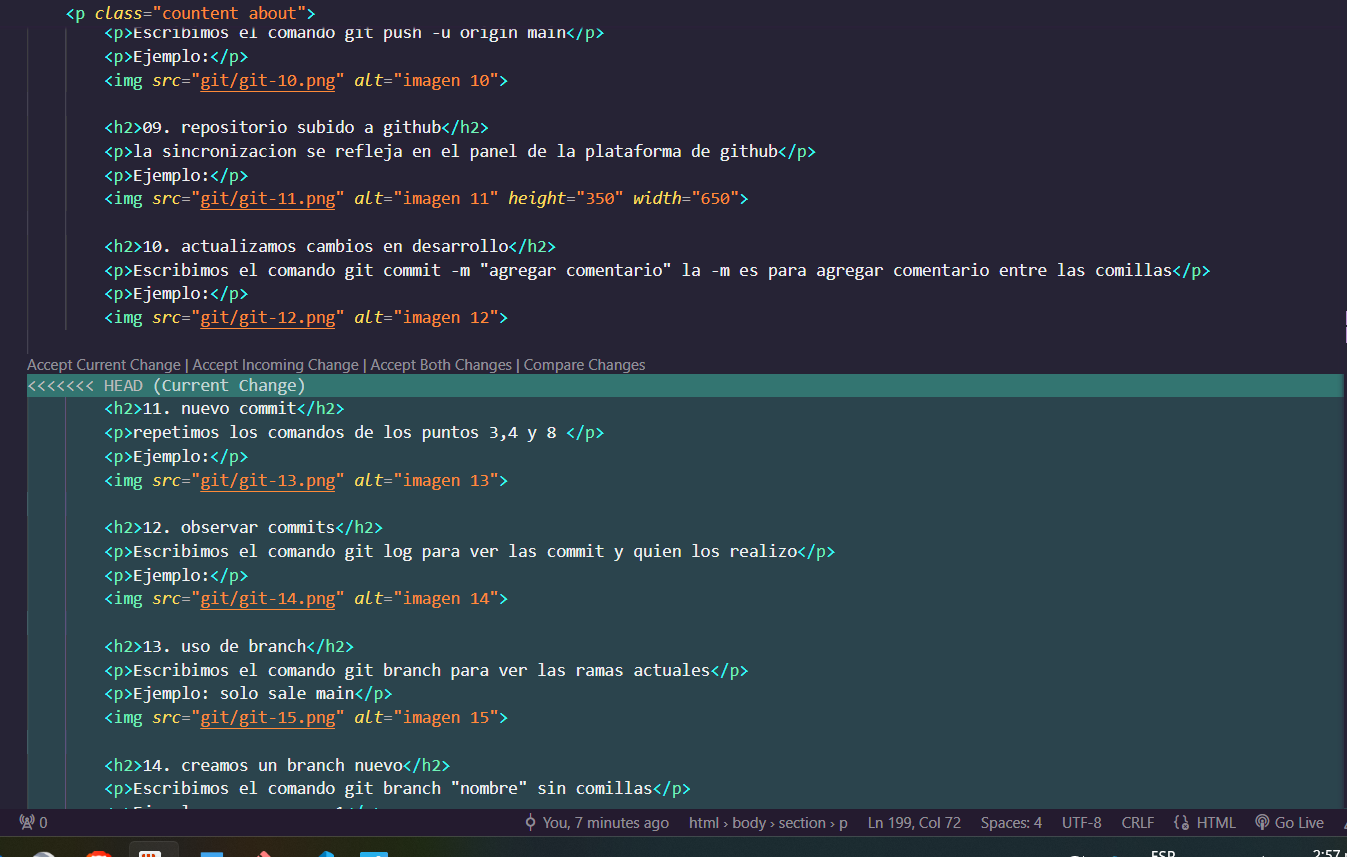 <p class="countent about">
<p>Escribimos el comando git push -u origin main</p>
<p>Ejemplo:</p>
<img src="git/git-10.png" alt="imagen 10">
<h2>09. repositorio subido a github</h2>
<p>la sincronizacion se refleja en el panel de la plataforma de github</p>
<p>Ejemplo:</p>
<img src="git/git-11.png" alt="imagen 11" height="350" width="650">
<h2>10. actualizamos cambios en desarrollo</h2>
<p>Escribimos el comando git commit -m "agregar comentario" la -m es para agregar comentario entre las comillas</p>
<p>Ejemplo:</p>
<img src="git/git-12.png" alt="imagen 12">
Accept Current Change | Accept Incoming Change | Accept Both Changes | Compare Changes
<<<<<<< HEAD (Current Change)
<h2>11. nuevo commit</h2>
<p>repetimos los comandos de los puntos 3,4 y 8 </p>
<p>Ejemplo:</p>
<img src="git/git-13.png" alt="imagen 13">
<h2>12. observar commits</h2>
<p>Escribimos el comando git log para ver las commit y quien los realizo</p>
<p>Ejemplo:</p>
<img src="git/git-14.png" alt="imagen 14">
<h2>13. uso de branch</h2>
<p>Escribimos el comando git branch para ver las ramas actuales</p>
<p>Ejemplo: solo sale main</p>
<img src="git/git-15.png" alt="imagen 15">
<h2>14. creamos un branch nuevo</h2>
<p>Escribimos el comando git branch "nombre" sin comillas</p>
0 You, 7 minutes ago html › body › section › p Ln 199, Col 72 Spaces: 4 UTF-8 CRLF HTML Go Live
ESP 2:57